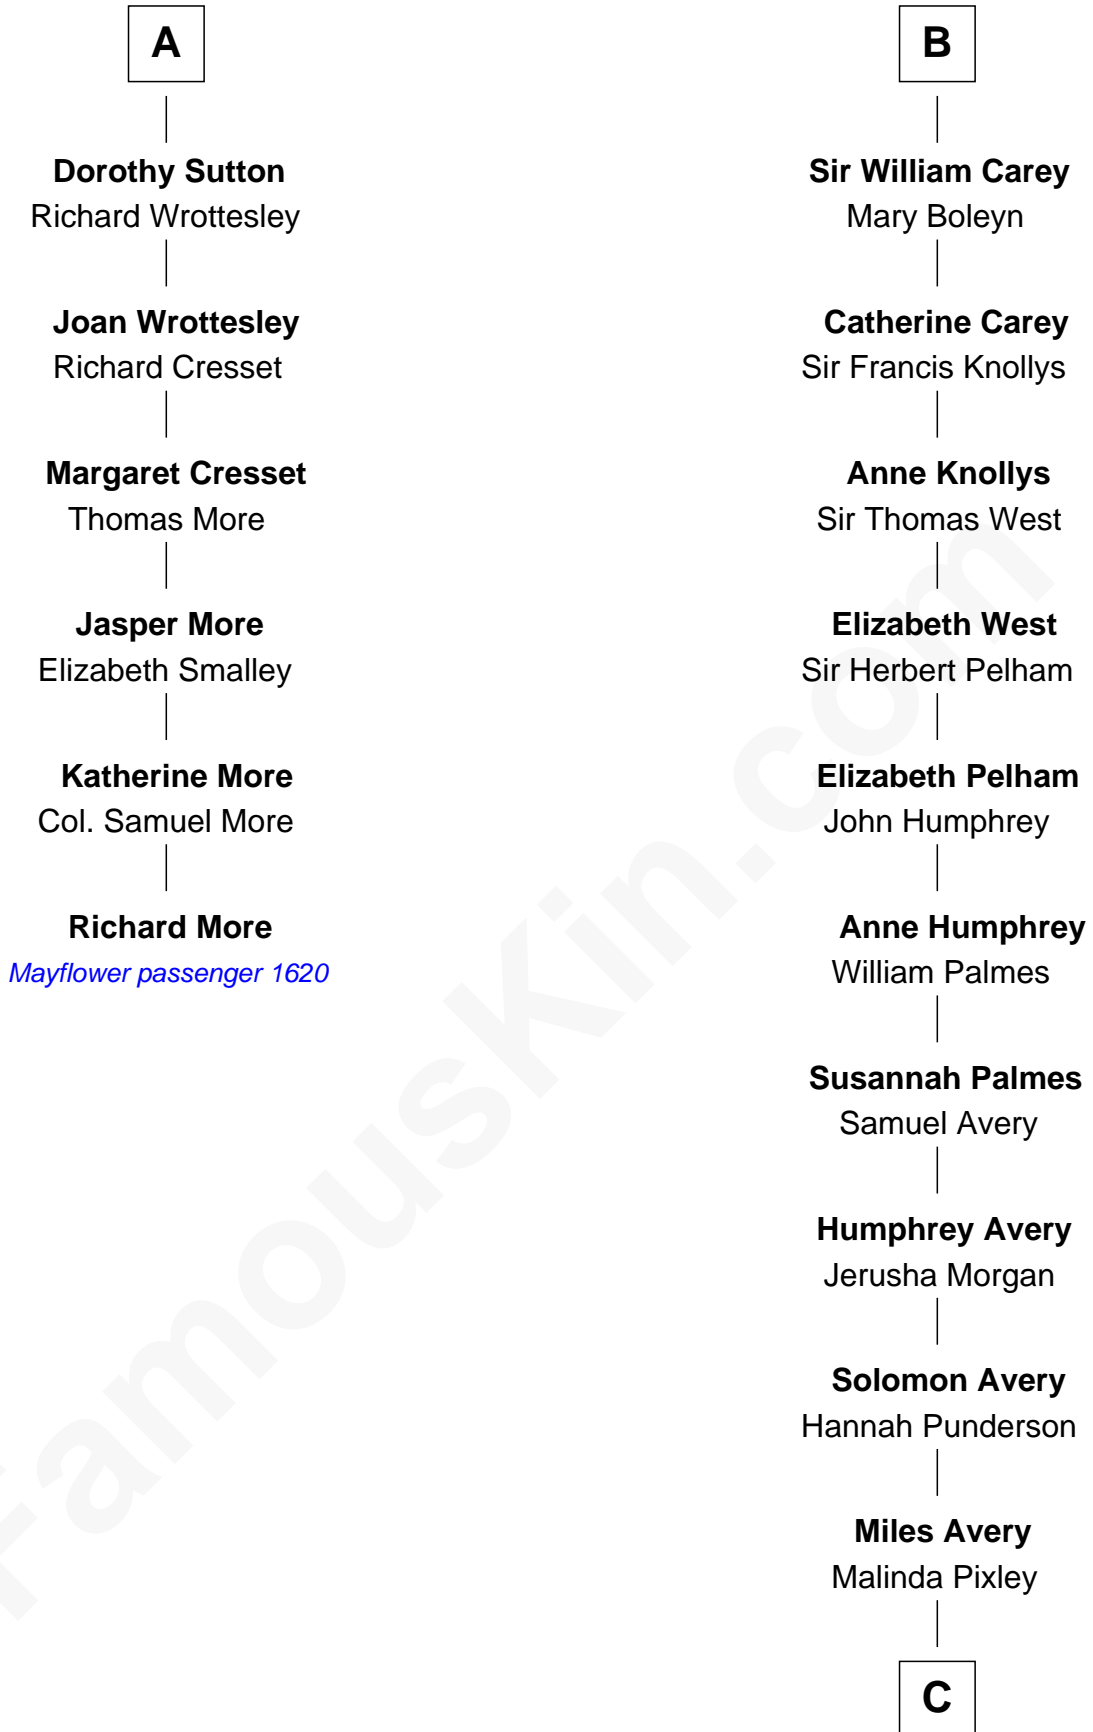 A
Dorothy Sutton
Richard Wrottesley
Joan Wrottesley
Richard Cresset
Margaret Cresset
Thomas More
Jasper More
Elizabeth Smalley
Katherine More
Col. Samuel More
Richard More
Mayflower passenger 1620
B
Sir William Carey
Mary Boleyn
Catherine Carey
Sir Francis Knollys
Anne Knollys
Sir Thomas West
Elizabeth West
Sir Herbert Pelham
Elizabeth Pelham
John Humphrey
Anne Humphrey
William Palmes
Susannah Palmes
Samuel Avery
Humphrey Avery
Jerusha Morgan
Solomon Avery
Hannah Punderson
Miles Avery
Malinda Pixley
C
FamousKin.com